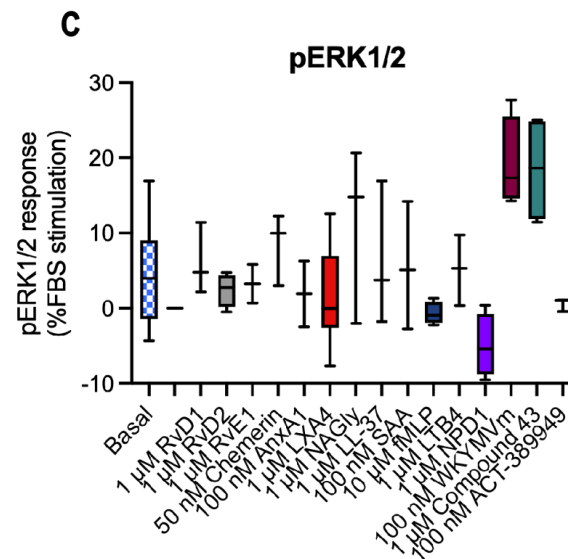 C
pERK1/2
pERK1/2 response
(%FBS stimulation)
30
20
10
0
-10
Basal
1 µM RvD1
1 µM RvD2
1 µM RvE1
50 nM Chemerin
100 nM AnxA1
1 µM LXA4
1 µM NAGly
1 µM LL-37
100 nM SAA
10 µM fMLP
1 µM LTB4
1 µM NPD1
100 nM WKYMVm
1 µM Compound 43
100 nM ACT-389949